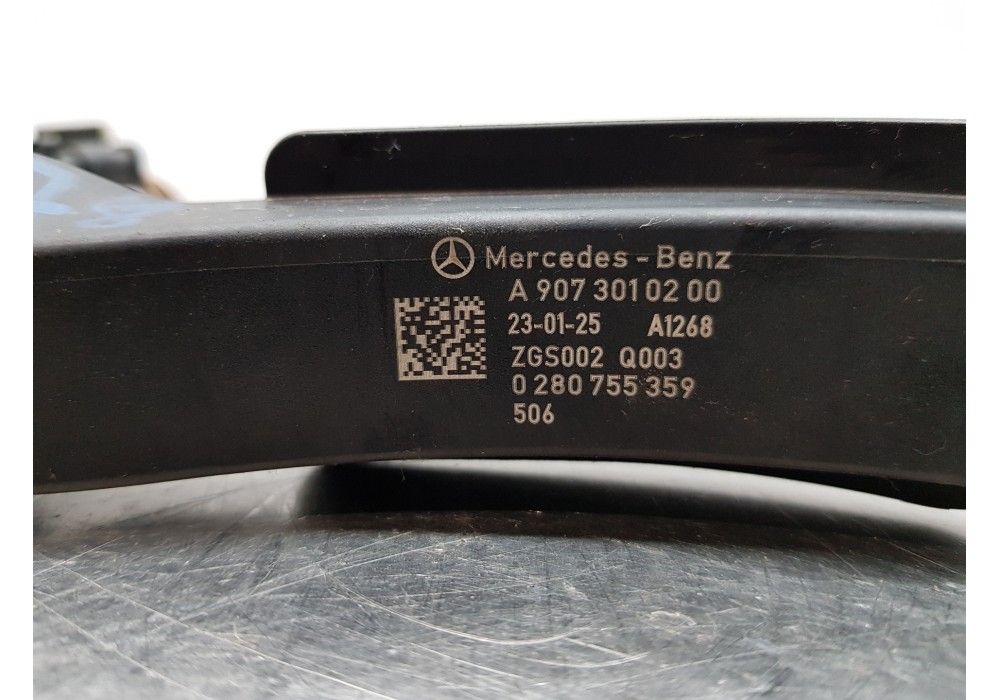 Mercedes-Benz
A 907 301 02 00
23-01-25 A1268
ZGS002 Q003
0 280 755 359
506